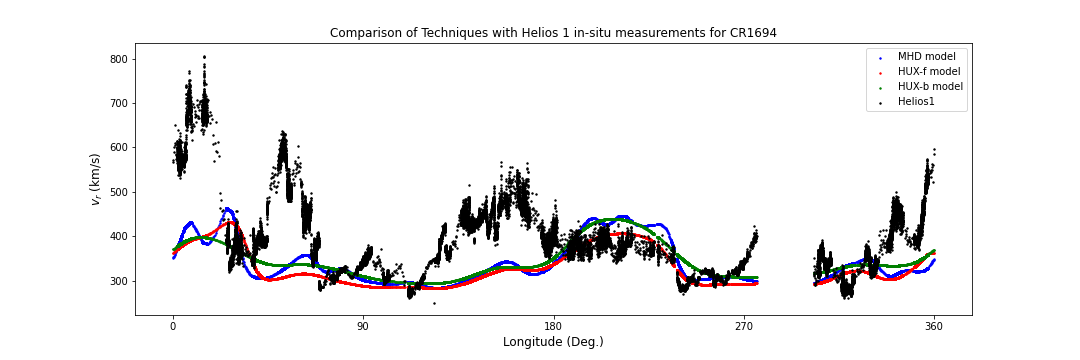 Comparison of Techniques with Helios 1 in-situ measurements for CR1694
MHD model
HUX-f model
HUX-b model
Helios1
800
700
600
500
400
300
v_r (km/s)
0
90
180
270
360
Longitude (Deg.)